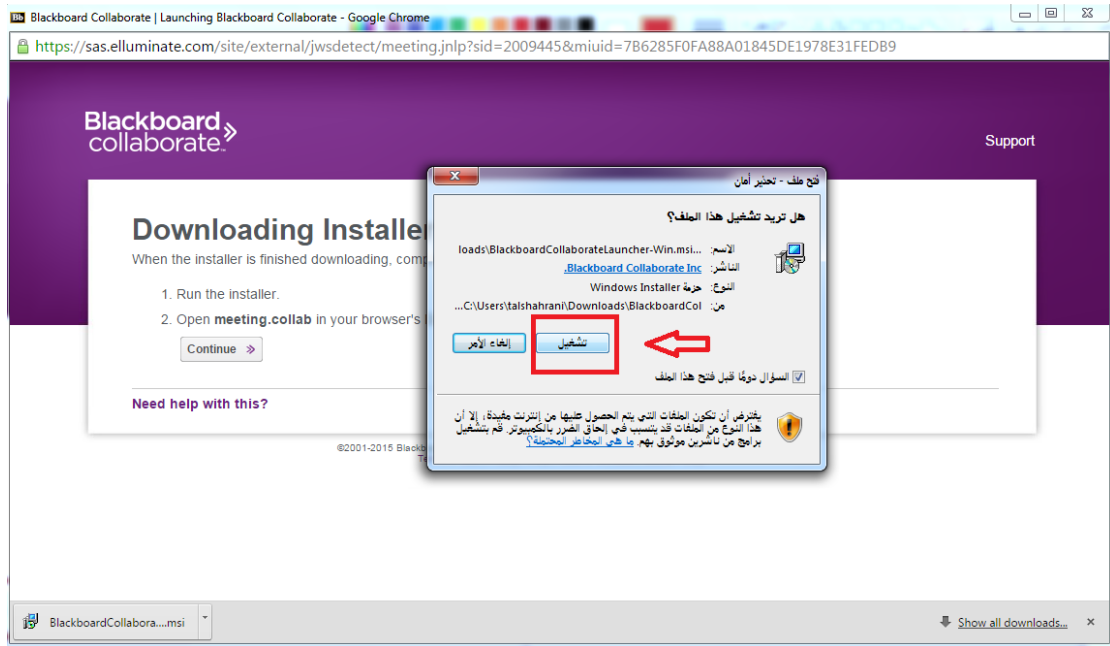 Blackboard Collaborate | Launching Blackboard Collaborate - Google Chrome
https://sas.elluminate.com/site/external/jwsdetect/meeting.jnlp?sid=2009445&miuid=7B6285F0FA88A01845DE1978E31FEDB9
Blackboard
collaborate
Support
Downloading Installe
When the installer is finished downloading, comp
1. Run the installer.
2. Open meeting.collab in your browser's
Continue »
Need help with this?
©2001-2015 Blackb
Te
فتح ملف - تحذير أمان
هل تريد تشغيل هذا الملف؟
الاسم: loads\BlackboardCollaborateLauncher-Win.msi...
الناشر: Blackboard Collaborate Inc.
النوع: حزمة Windows Installer
من: C:\Users\talshahrani\Downloads\BlackboardCol...
تشغيل
إلغاء الأمر
السؤال دومًا قبل فتح هذا الملف
يفترض أن تكون الملفات التي يتم الحصول عليها من إنترنت مفيدة، إلا أن
هذا النوع من الملفات قد يتسبب في إلحاق الضرر بالكمبيوتر. قم بتشغيل
برامج من ناشرين موثوق بهم. ما هي المخاطر المحتملة؟
BlackboardCollabora....msi
Show all downloads...